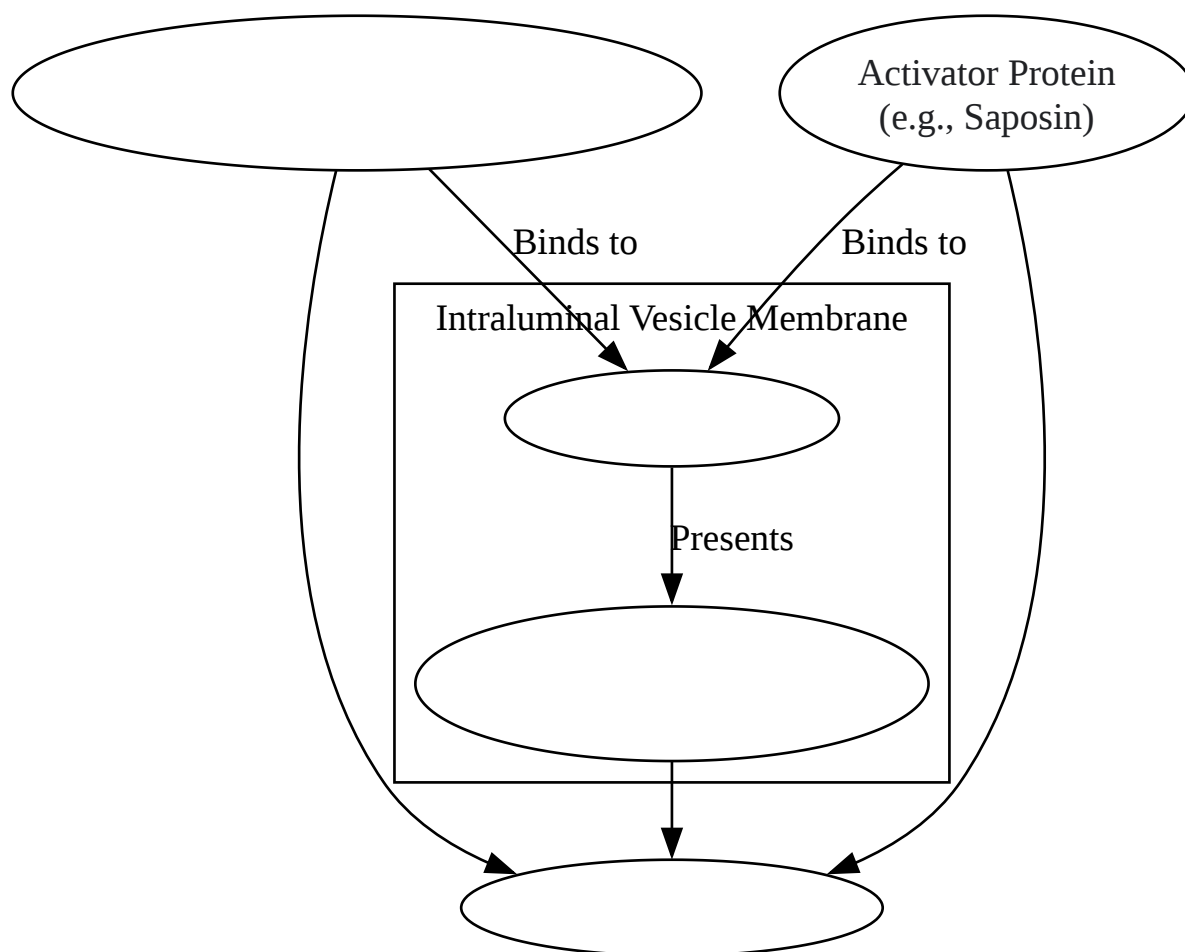 Activator Protein
(e.g., Saposin)
Binds to
Binds to
Intraluminal Vesicle Membrane
Presents